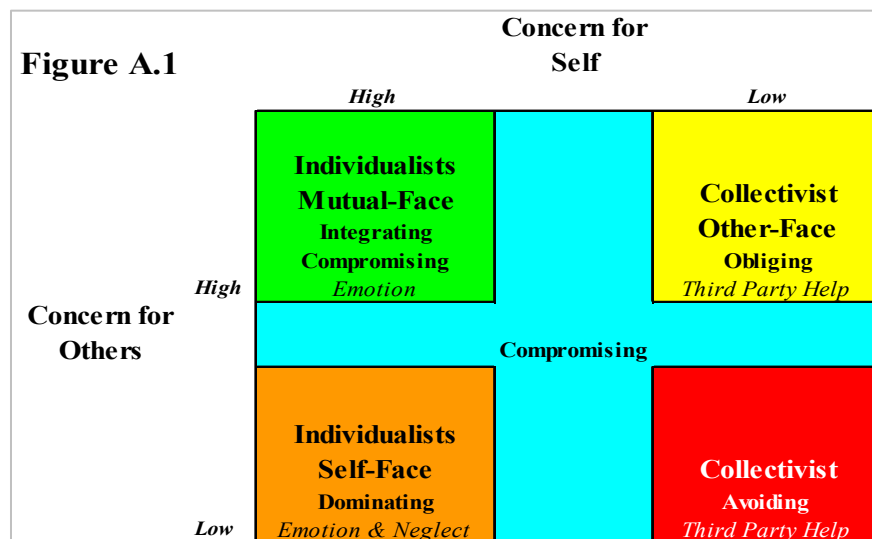 Concern for
Self
Figure A.1
High
Low
Individualists
Mutual-Face
Integrating
Compromising
Emotion
Collectivist
Other-Face
Obliging
Third Party Help
High
Concern for
Others
Compromising
Individualists
Self-Face
Dominating
Emotion & Neglect
Collectivist
Avoiding
Third Party Help
Low